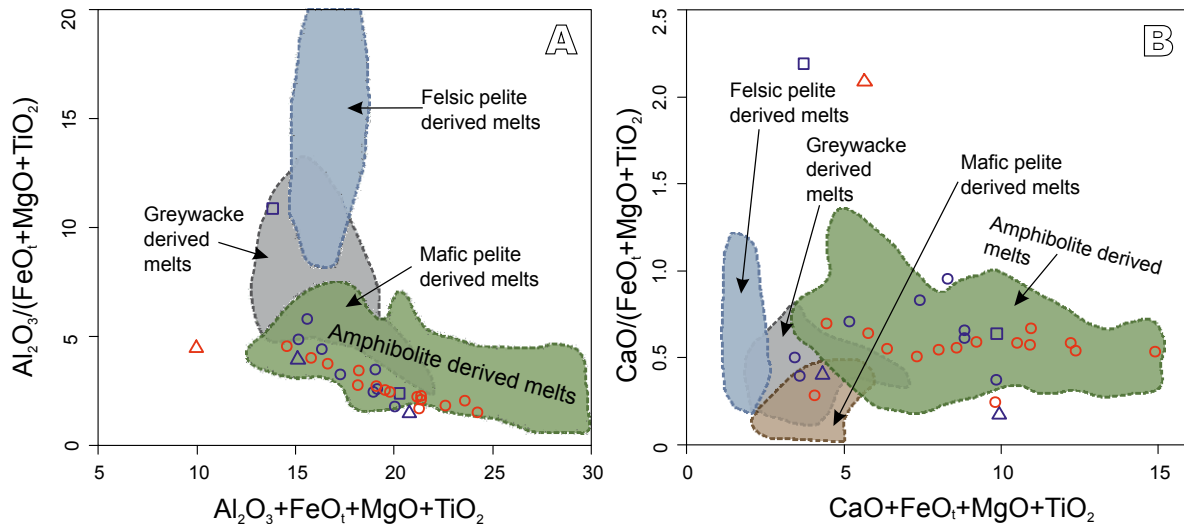 A
20
15
10
5
0
Al₂O₃/(FeOₜ+MgO+TiO₂)
Felsic pelite
derived melts
Greywacke
derived
melts
Mafic pelite
derived melts
Amphibolite derived melts
5
10
15
20
25
30
Al₂O₃+FeOₜ+MgO+TiO₂
B
2.5
2.0
1.5
1.0
0.5
0.0
CaO/(FeOₜ+MgO+TiO₂)
Felsic pelite
derived melts
Greywacke
derived
melts
Mafic pelite
derived melts
Amphibolite derived
melts
0
5
10
15
CaO+FeOₜ+MgO+TiO₂